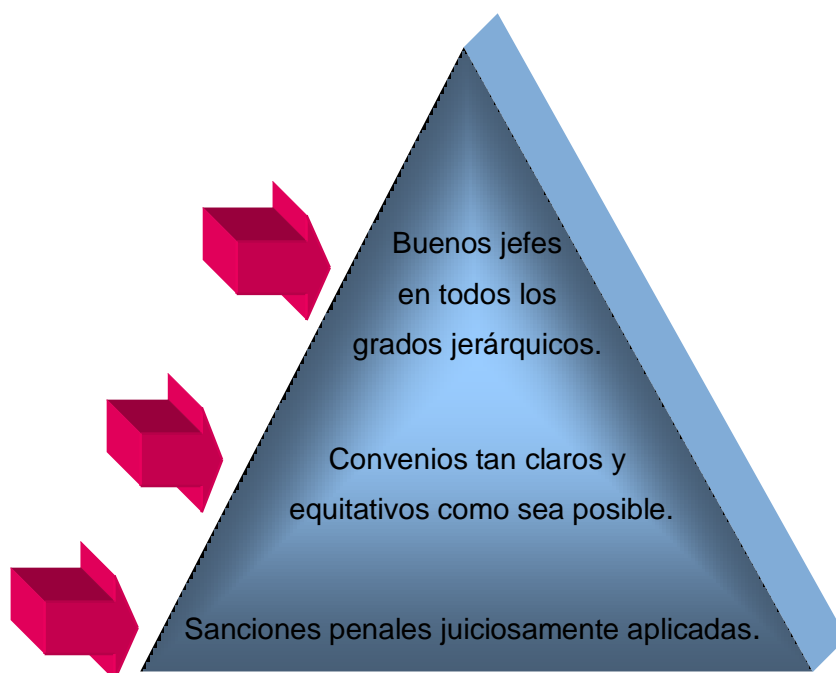 Buenos jefes
en todos los
grados jerárquicos.
Convenios tan claros y
equitativos como sea posible.
Sanciones penales juiciosamente aplicadas.